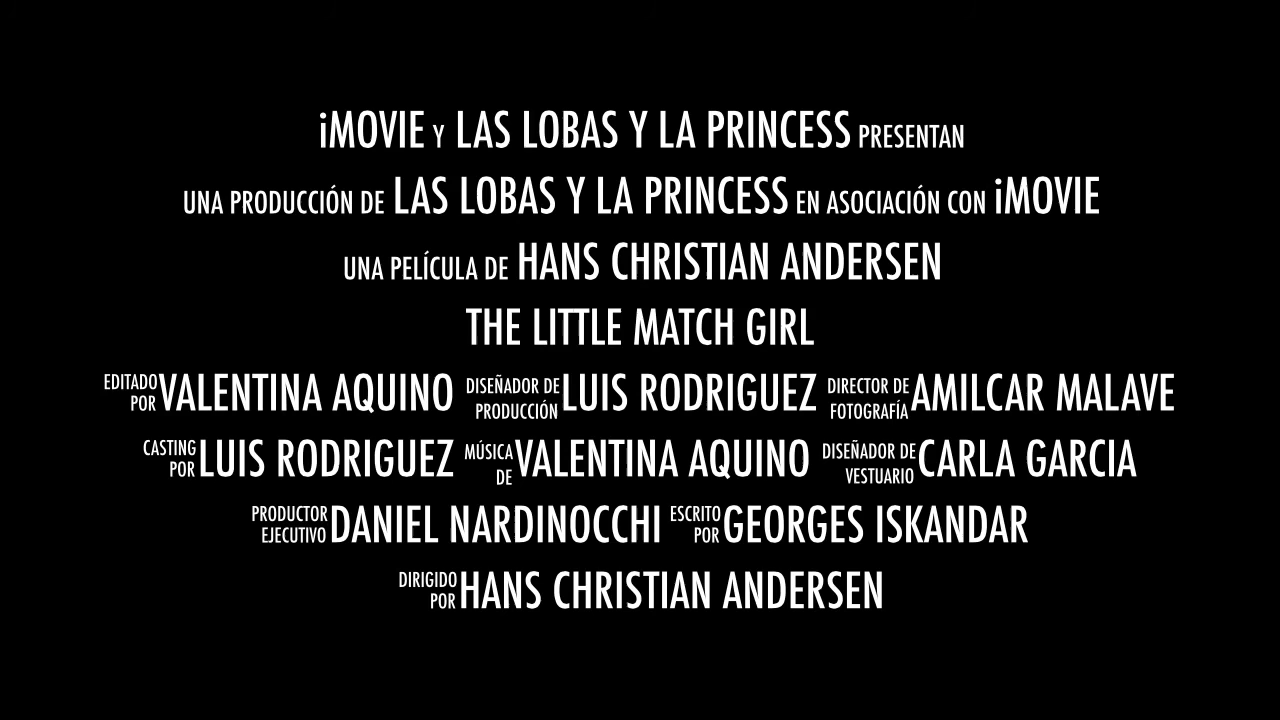 iMOVIE Y LAS LOBAS Y LA PRINCESS PRESENTAN
UNA PRODUCCIÓN DE LAS LOBAS Y LA PRINCESS EN ASOCIACIÓN CON iMOVIE
UNA PELÍCULA DE HANS CHRISTIAN ANDERSEN
THE LITTLE MATCH GIRL
EDITADO POR VALENTINA AQUINO DISEÑADOR DE PRODUCCIÓN LUIS RODRIGUEZ DIRECTOR DE FOTOGRAFÍA AMILCAR MALAVE
CASTING POR LUIS RODRIGUEZ MÚSICA DE VALENTINA AQUINO DISEÑADOR DE VESTUARIO CARLA GARCIA
PRODUCTOR EJECUTIVO DANIEL NARDINOCCHI ESCRITO POR GEORGES ISKANDAR
DIRIGIDO POR HANS CHRISTIAN ANDERSEN